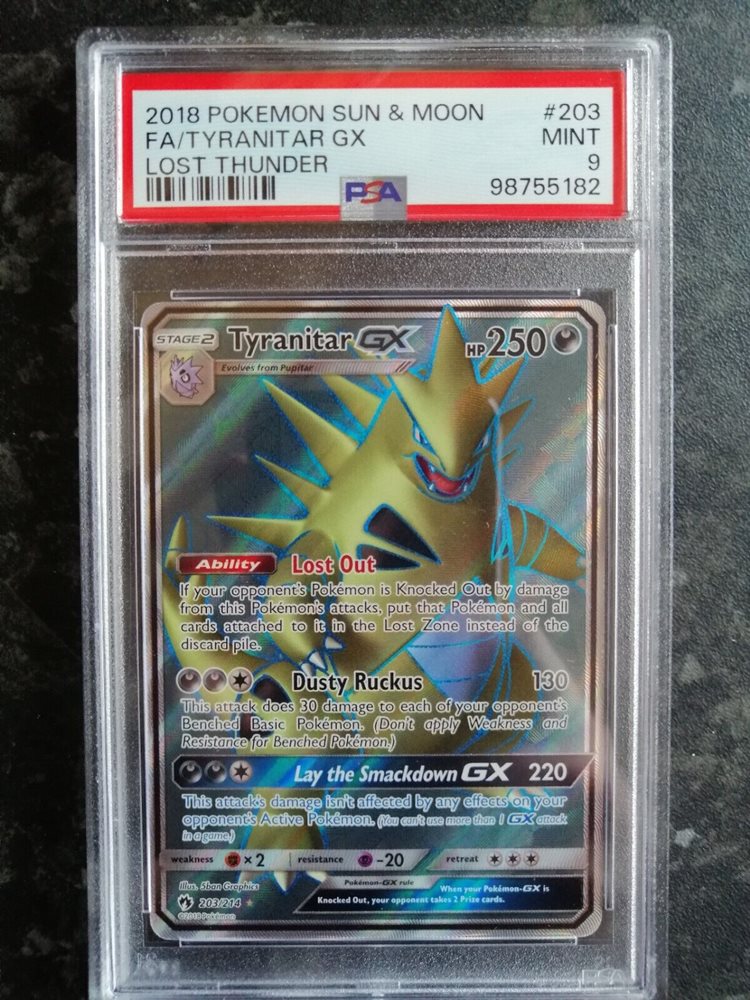 2018 POKEMON SUN & MOON #203
FA/TYRANITAR GX MINT
LOST THUNDER 9
PSA 98755182
STAGE 2 Tyranitar GX HP 250
Evolves from Pupitar
Ability Lost Out
If your opponent's Pokémon is Knocked Out by damage
from this Pokémon's attacks, put that Pokémon and all
cards attached to it in the Lost Zone instead of the
discard pile.
Dusty Ruckus 130
This attack does 30 damage to each of your opponent's
Benched Basic Pokémon. (Don't apply Weakness and
Resistance for Benched Pokémon.)
Lay the Smackdown GX 220
This attack's damage isn't affected by any effects on your
opponent's Active Pokémon. (You can't use more than 1 GX attack
in a game.)
weakness × 2 resistance -20 retreat
Illus. 5ban Graphics Pokémon-GX rule When your Pokémon-GX is
203/214 Knocked Out, your opponent takes 2 Prize cards.
©2018 Pokémon
PSA